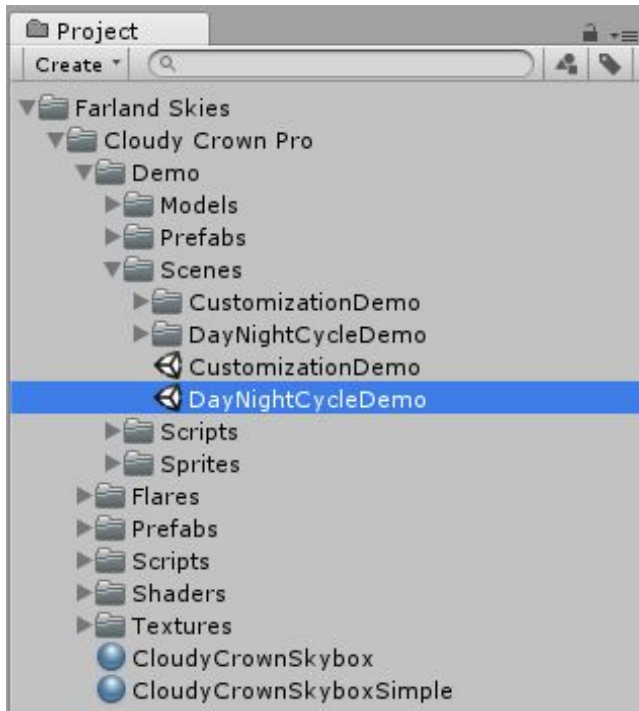 Project
Create
Farland Skies
Cloudy Crown Pro
Demo
Models
Prefabs
Scenes
CustomizationDemo
DayNightCycleDemo
CustomizationDemo
DayNightCycleDemo
Scripts
Sprites
Flares
Prefabs
Scripts
Shaders
Textures
CloudyCrownSkybox
CloudyCrownSkyboxSimple